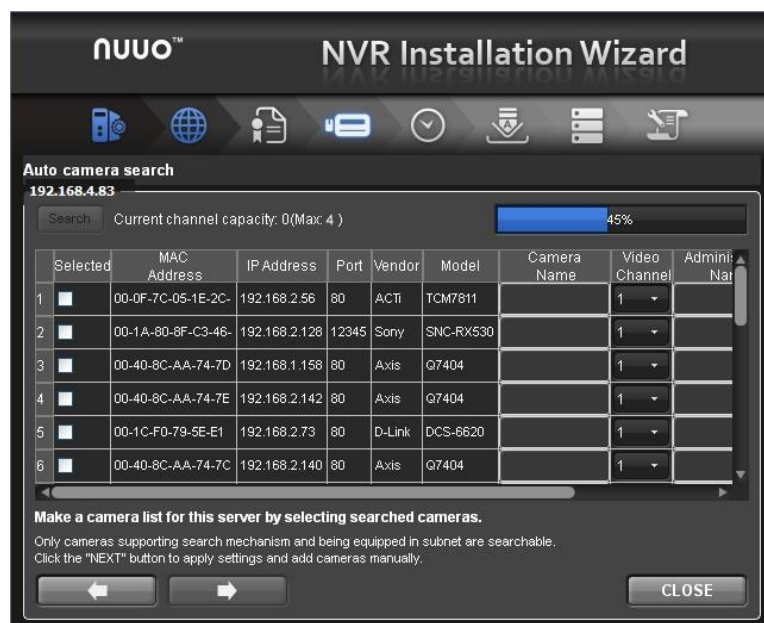 nuuo™
NVR Installation Wizard
Auto camera search
192.168.4.83
Search Current channel capacity: 0(Max: 4 ) 45%
Selected MAC Address IP Address Port Vendor Model Camera Name Video Channel
1 00-0F-7C-05-1E-2C- 192.168.2.56 80 ACTi TCM7811 1
2 00-1A-80-8F-C3-46- 192.168.2.128 12345 Sony SNC-RX530 1
3 00-40-8C-AA-74-7D 192.168.1.158 80 Axis Q7404 1
4 00-40-8C-AA-74-7E 192.168.2.142 80 Axis Q7404 1
5 00-1C-F0-79-5E-E1 192.168.2.73 80 D-Link DCS-6620 1
6 00-40-8C-AA-74-7C 192.168.2.140 80 Axis Q7404 1
Make a camera list for this server by selecting searched cameras.
Only cameras supporting search mechanism and being equipped in subnet are searchable.
Click the "NEXT" button to apply settings and add cameras manually.
CLOSE